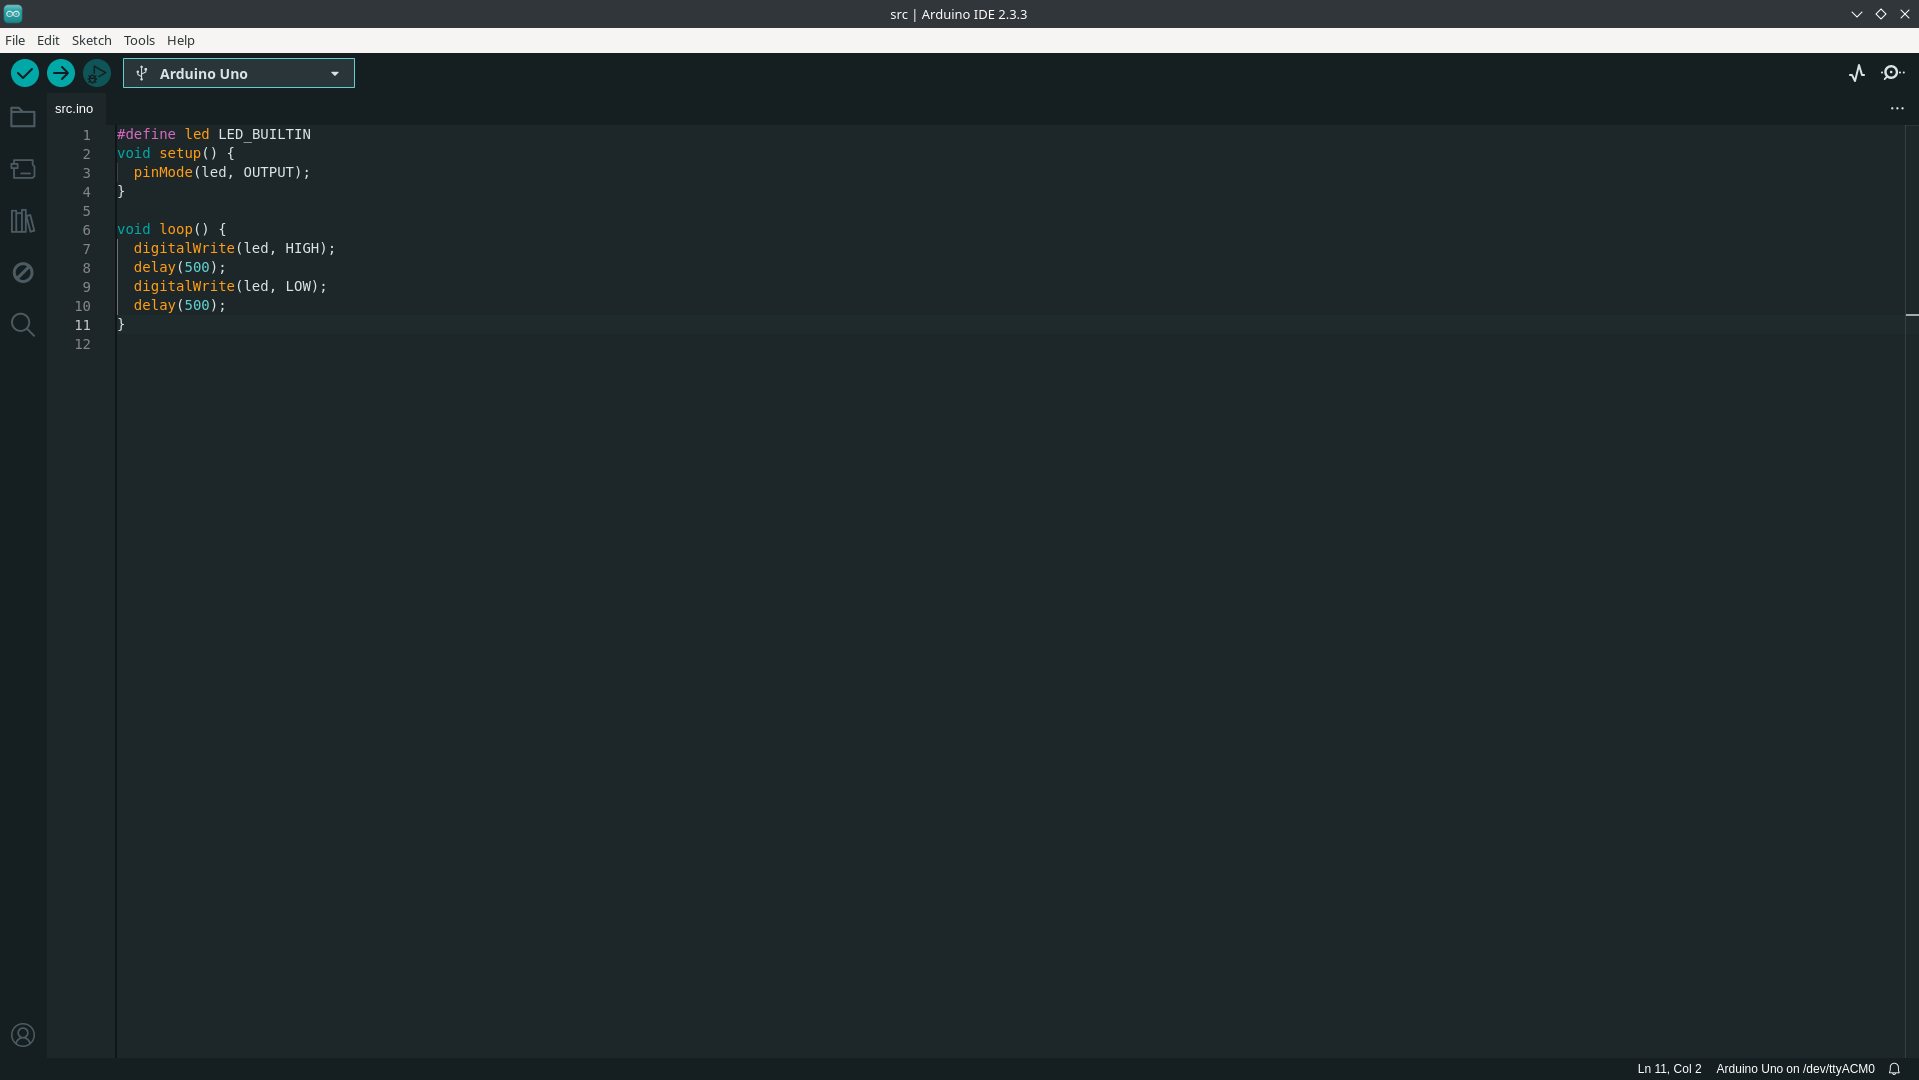 src | Arduino IDE 2.3.3
File Edit Sketch Tools Help
Arduino Uno
src.ino
1 #define led LED_BUILTIN
2 void setup() {
3   pinMode(led, OUTPUT);
4 }
5
6 void loop() {
7   digitalWrite(led, HIGH);
8   delay(500);
9   digitalWrite(led, LOW);
10   delay(500);
11 }
12
Ln 11, Col 2 Arduino Uno on /dev/ttyACM0